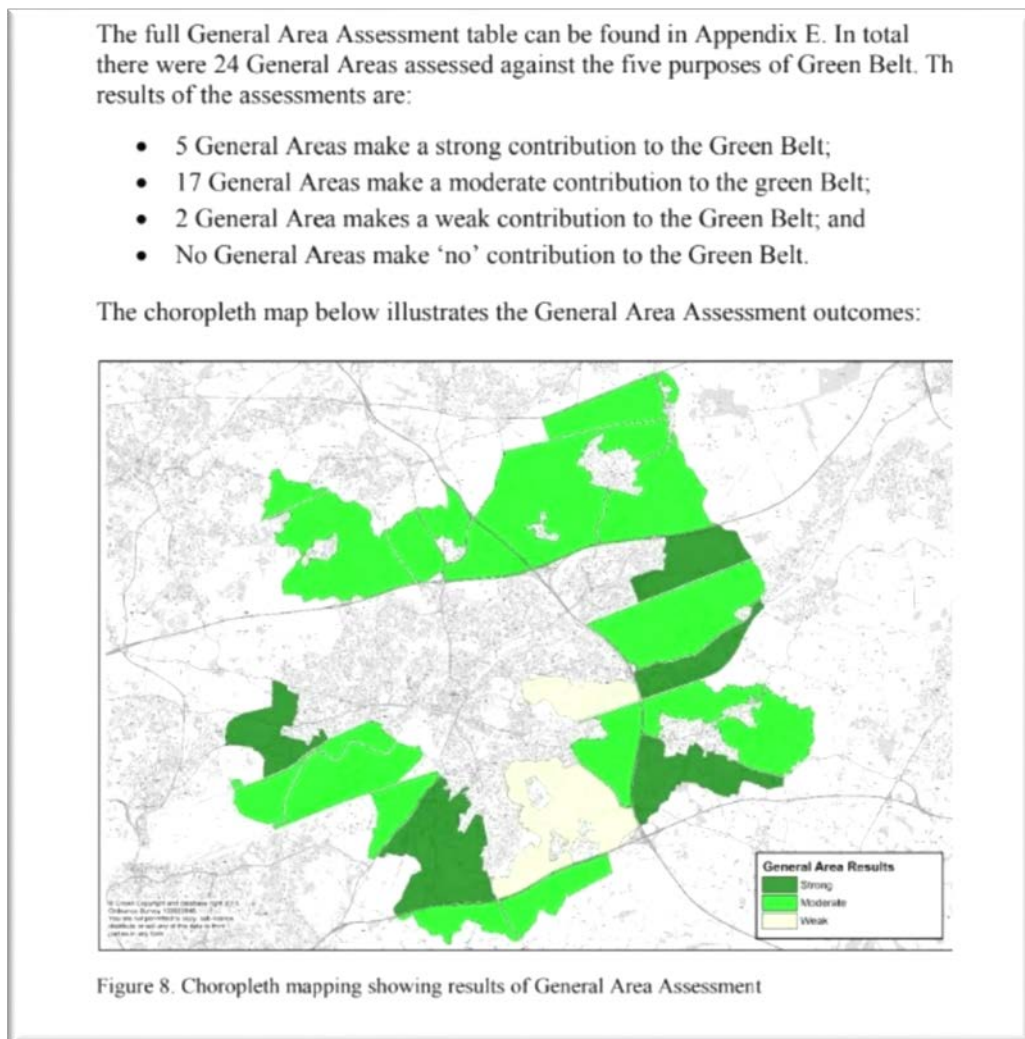 The full General Area Assessment table can be found in Appendix E. In total
there were 24 General Areas assessed against the five purposes of Green Belt. Th
results of the assessments are:
• 5 General Areas make a strong contribution to the Green Belt;
• 17 General Areas make a moderate contribution to the green Belt;
• 2 General Area makes a weak contribution to the Green Belt; and
• No General Areas make ‘no’ contribution to the Green Belt.
The choropleth map below illustrates the General Area Assessment outcomes:
General Area Results
Strong
Moderate
Weak
Figure 8. Choropleth mapping showing results of General Area Assessment